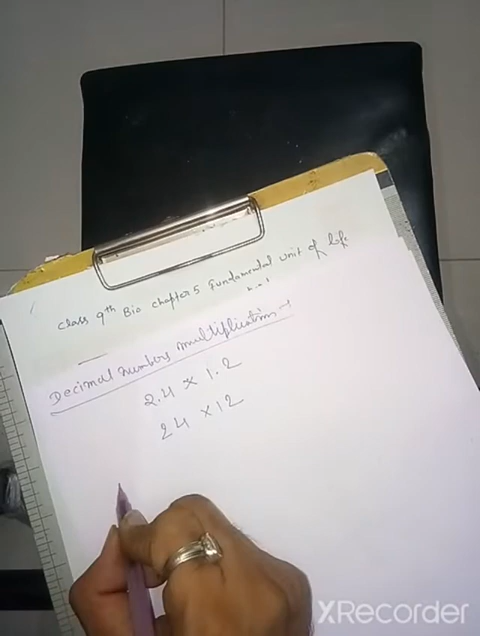 Class 9th Bio chapter 5 Fundamental unit of life
Decimal numbers multiplication →
2.4 × 1.2
24 × 12
XRecorder